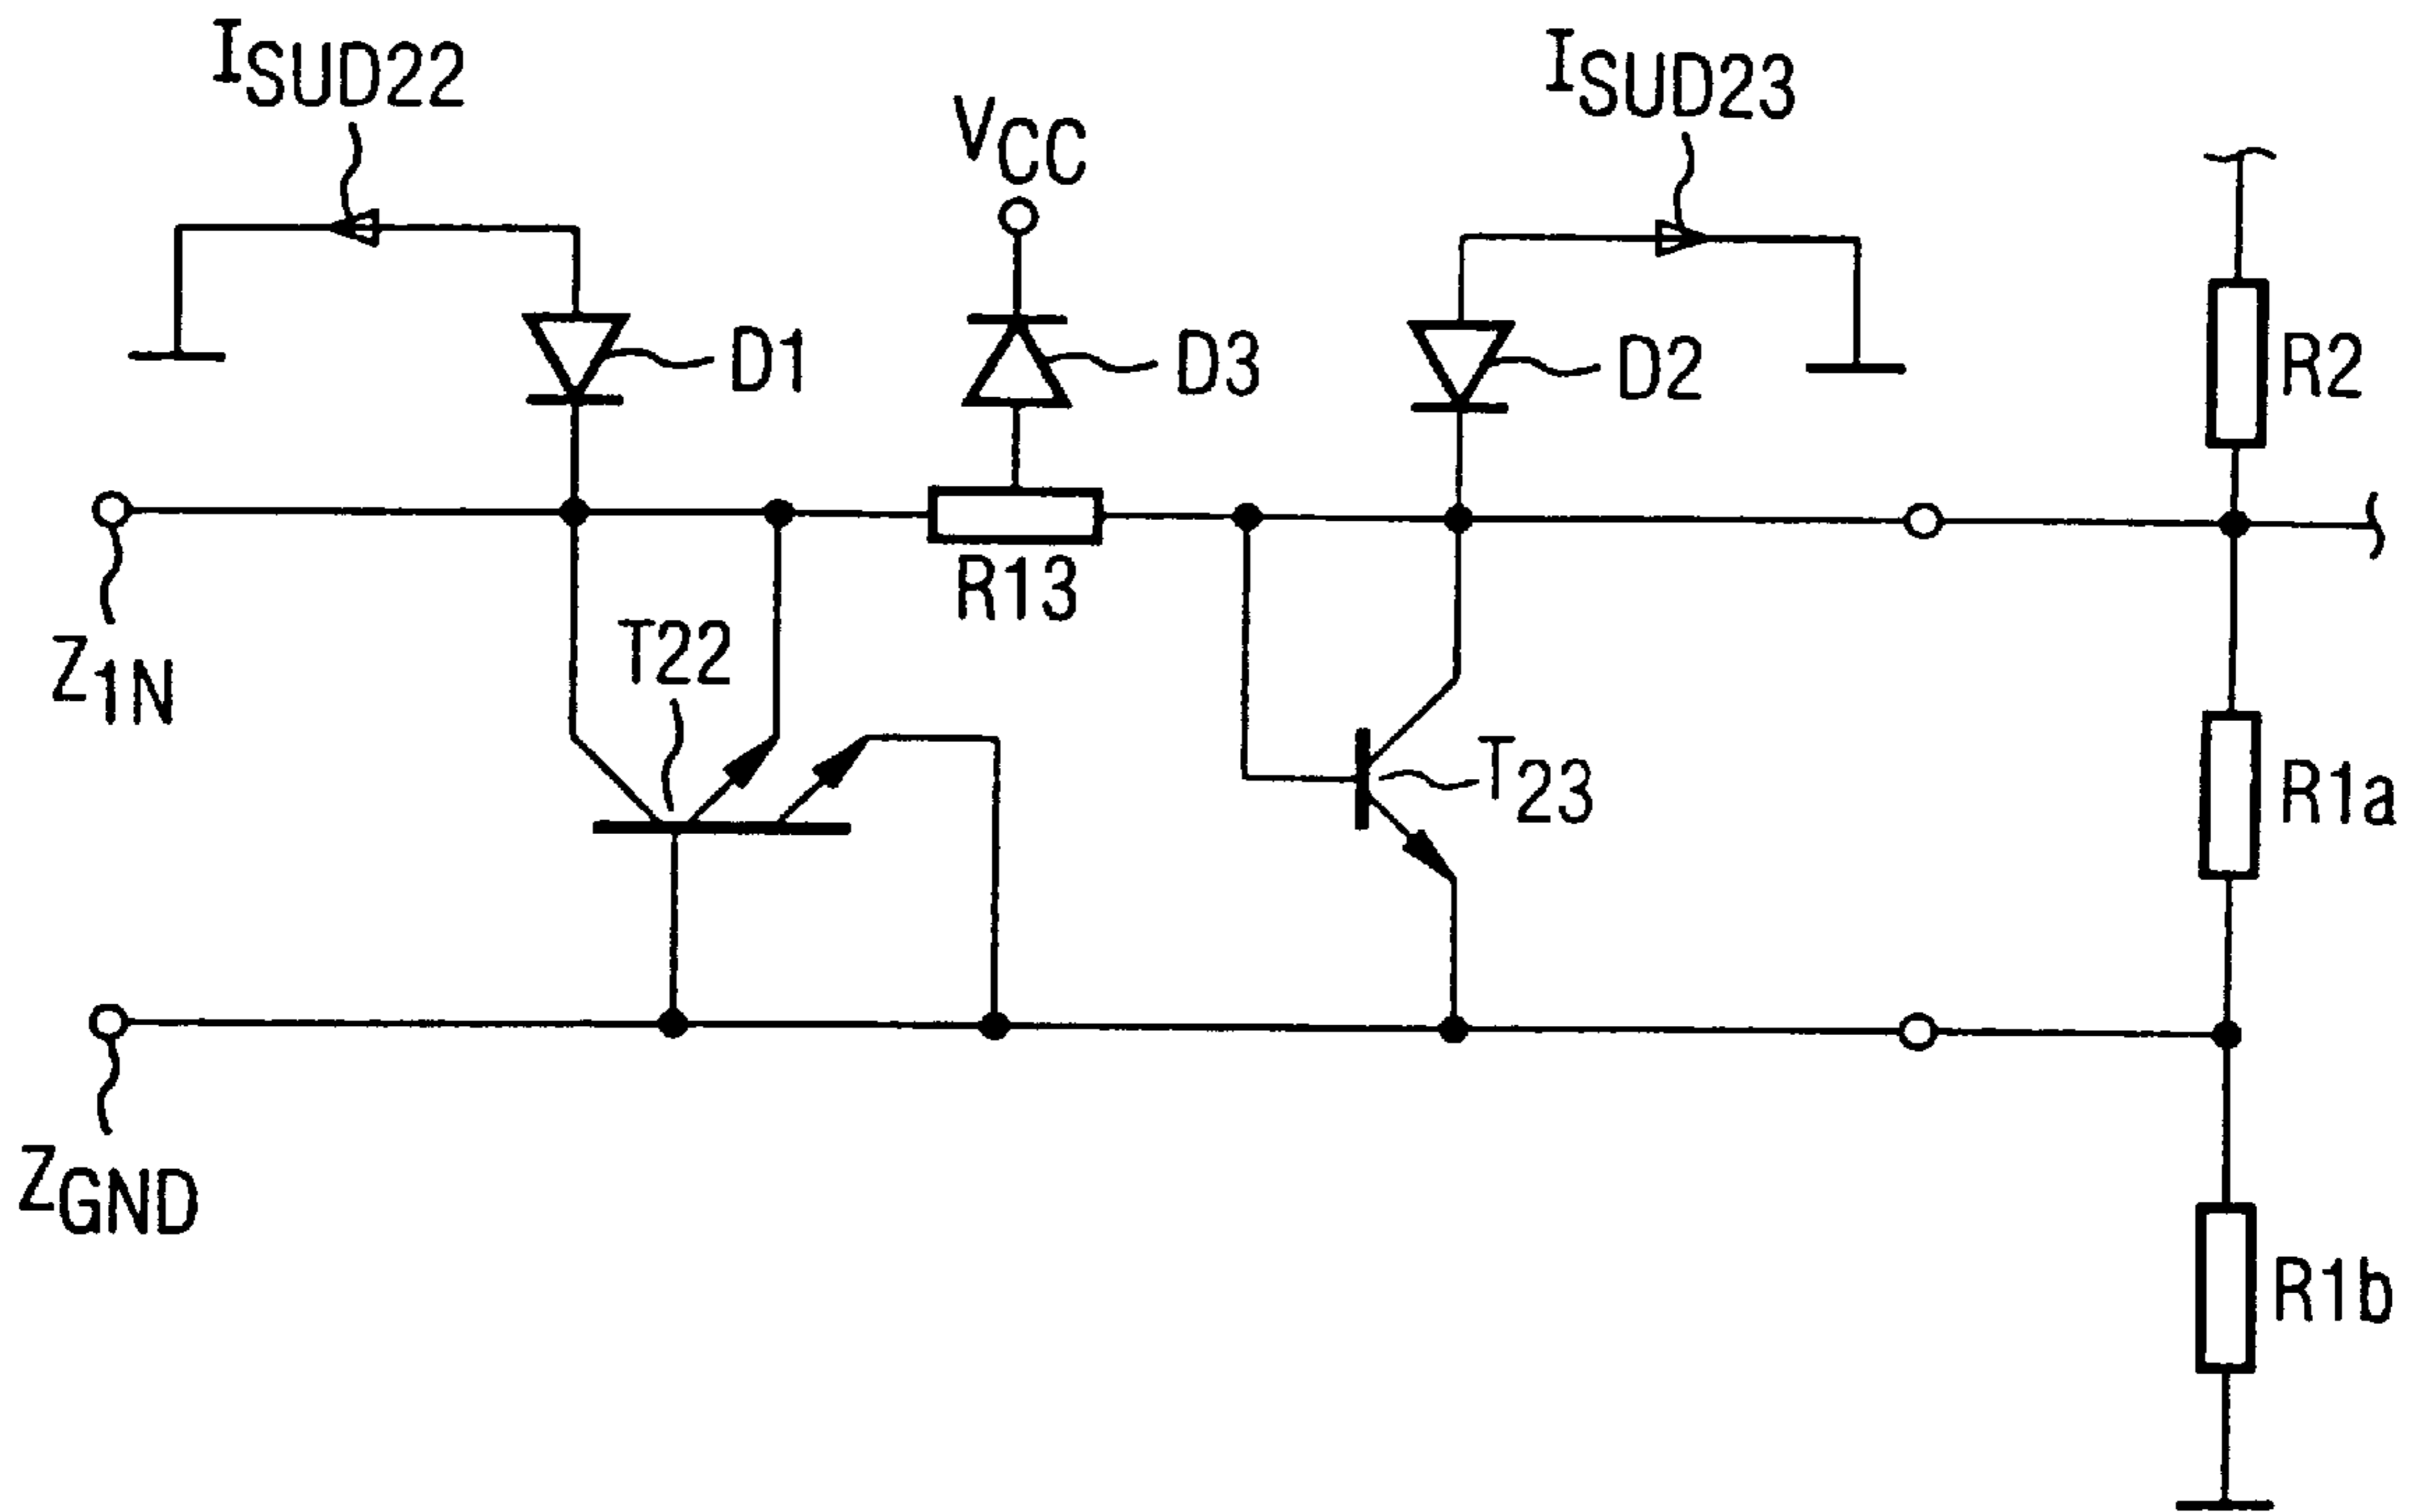 ISUD22
ISUD23
VCC
D1
D3
D2
R2
R13
Z1N
T22
T23
R1a
ZGND
R1b